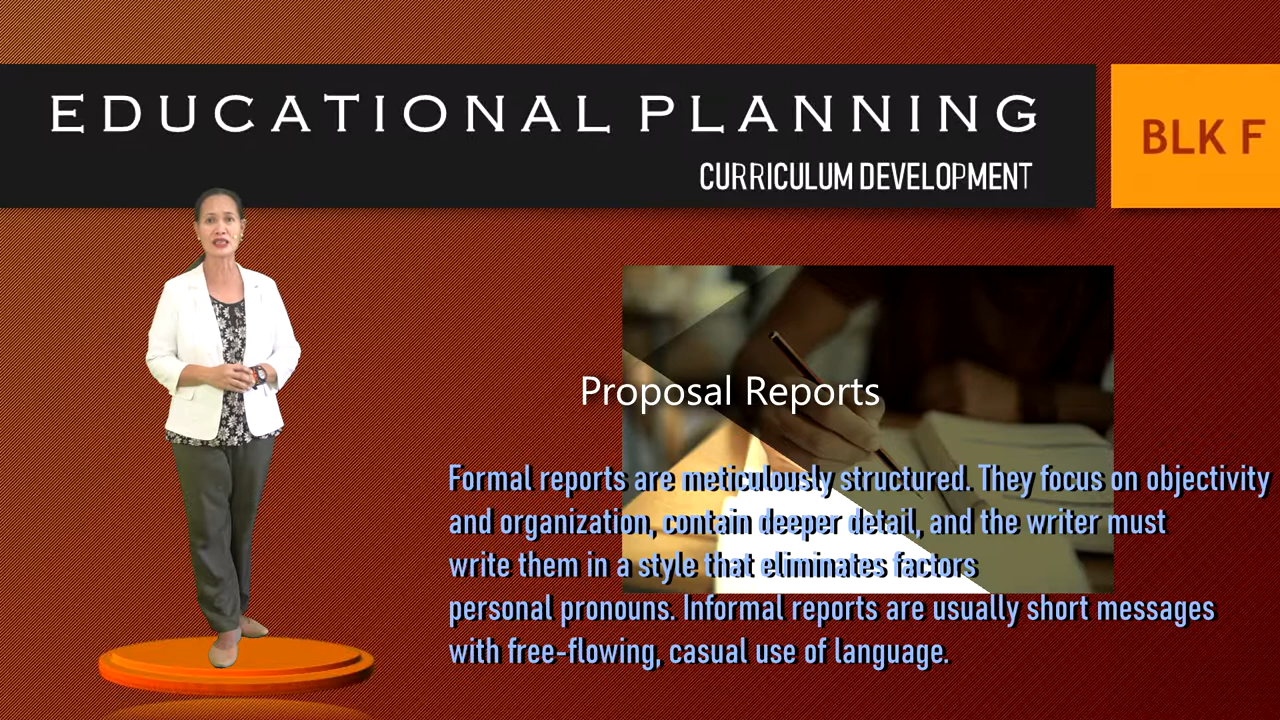 EDUCATIONAL PLANNING
CURRICULUM DEVELOPMENT
BLK F
Proposal Reports
Formal reports are meticulously structured. They focus on objectivity
and organization, contain deeper detail, and the writer must
write them in a style that eliminates factors
personal pronouns. Informal reports are usually short messages
with free-flowing, casual use of language.